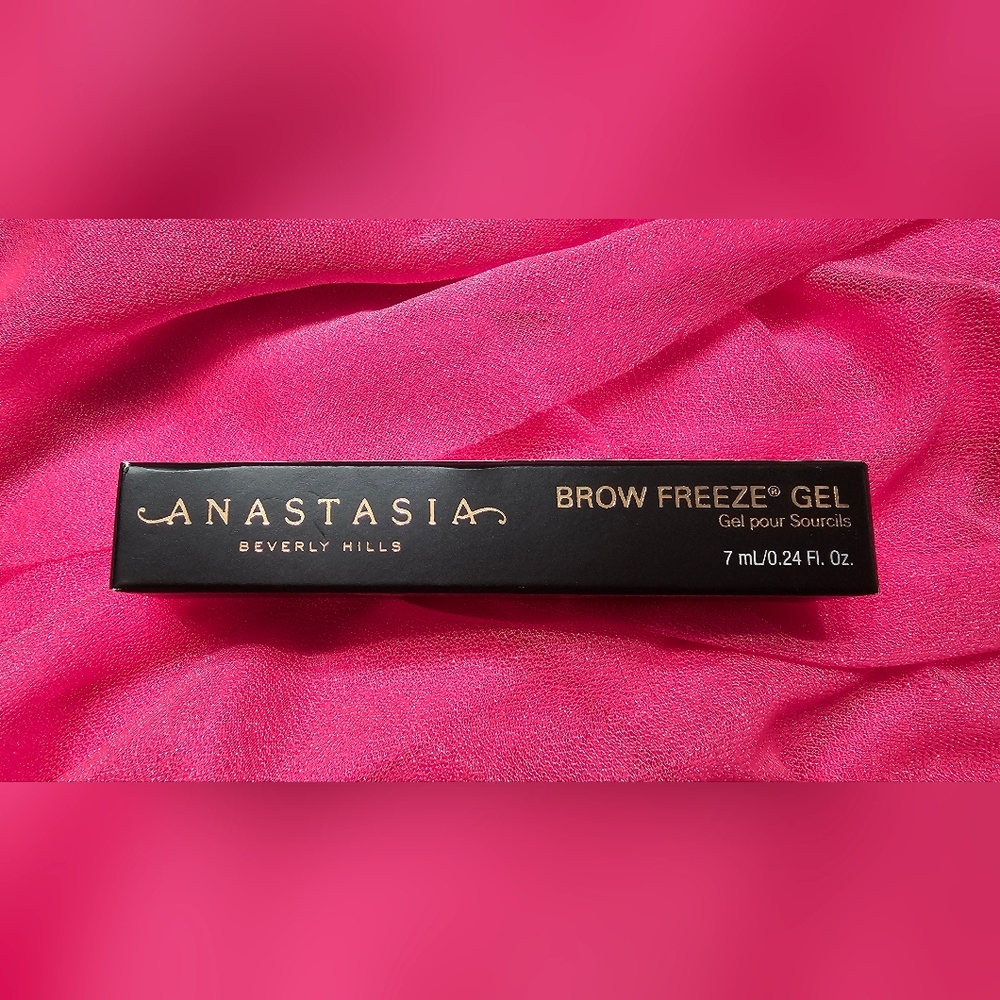 ANASTASIA
BEVERLY HILLS
BROW FREEZE® GEL
Gel pour Sourcils
7 mL/0.24 Fl. Oz.